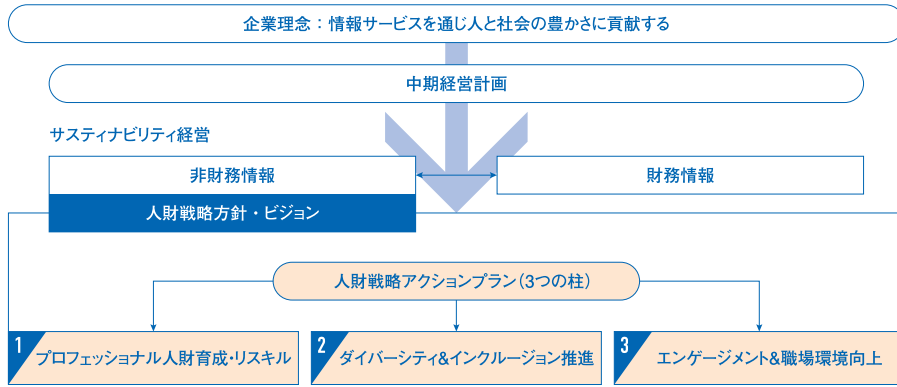 企業理念：情報サービスを通じ人と社会の豊かさに貢献する
中期経営計画
サスティナビリティ経営
非財務情報
財務情報
人財戦略方針・ビジョン
人財戦略アクションプラン（3つの柱）
1 プロフェッショナル人財育成・リスキル
2 ダイバーシティ&インクルージョン推進
3 エンゲージメント&職場環境向上